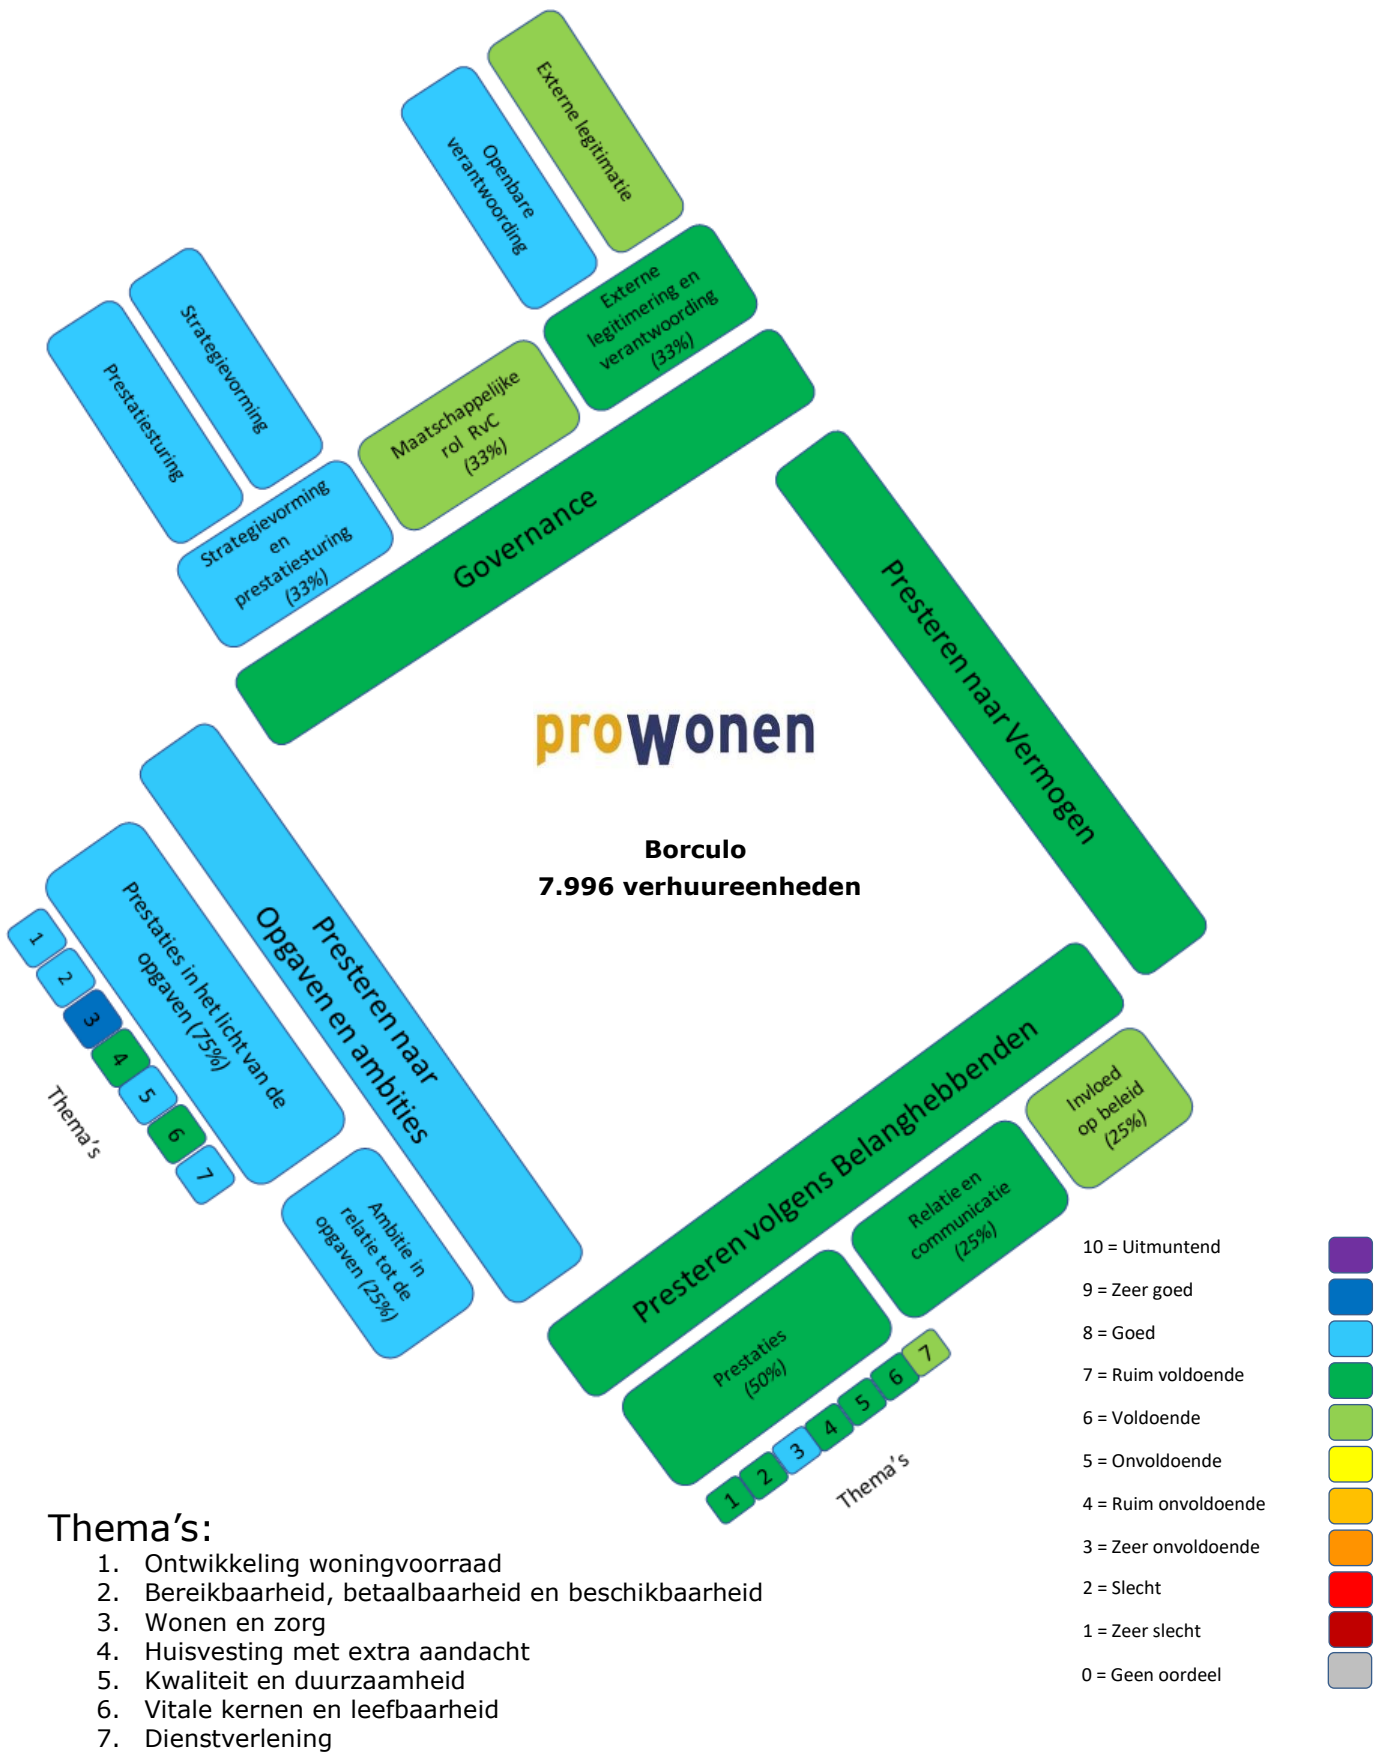 Externe legitimatie
Openbare
verantwoording
Externe
legitimering en
verantwoording
(33%)
Strategievorming
Prestatiesturing
Maatschappelijke
rol RvC
(33%)
Strategievorming
en
prestatiesturing
(33%)
Governance
Presteren naar Vermogen
prowonen
Borculo
7.996 verhuureenheden
Presteren naar
Opgaven en ambities
Prestaties in het licht van de
opgaven (75%)
1
2
3
4
5
6
7
Thema's
Ambitie in
relatie tot de
opgaven (25%)
Presteren volgens Belanghebbenden
Invloed
op beleid
(25%)
Relatie en
communicatie
(25%)
Prestaties
(50%)
1
2
3
4
5
6
7
Thema's
10 = Uitmuntend
9 = Zeer goed
8 = Goed
7 = Ruim voldoende
6 = Voldoende
5 = Onvoldoende
4 = Ruim onvoldoende
3 = Zeer onvoldoende
2 = Slecht
1 = Zeer slecht
0 = Geen oordeel
Thema's:
1. Ontwikkeling woningvoorraad
2. Bereikbaarheid, betaalbaarheid en beschikbaarheid
3. Wonen en zorg
4. Huisvesting met extra aandacht
5. Kwaliteit en duurzaamheid
6. Vitale kernen en leefbaarheid
7. Dienstverlening